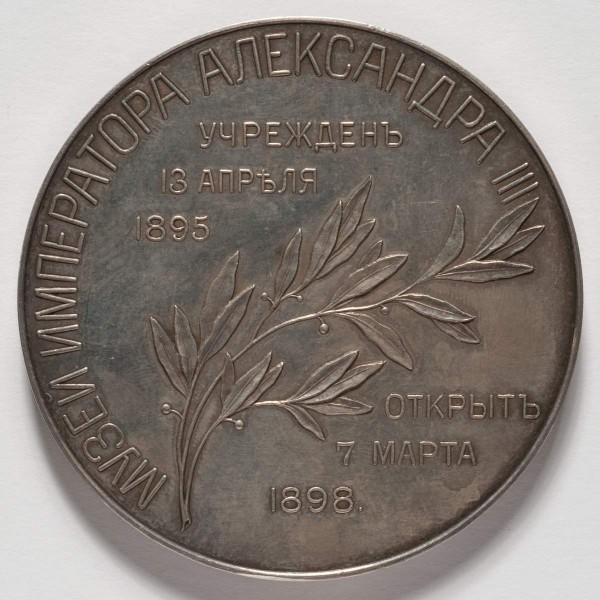 МУЗЕЙ ИМПЕРАТОРА АЛЕКСАНДРА III
УЧРЕЖДЕНЪ
13 АПРѢЛЯ
1895
ОТКРЫТЪ
7 МАРТА
1898.